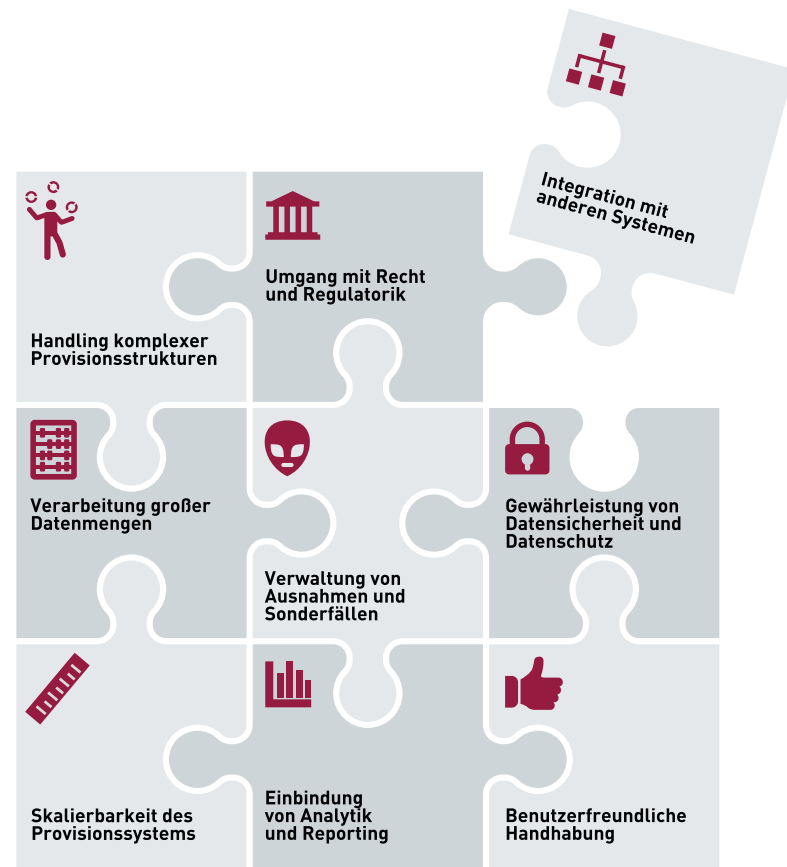 Integration mit
anderen Systemen
Handling komplexer
Provisionsstrukturen
Umgang mit Recht
und Regulatorik
Verarbeitung großer
Datenmengen
Verwaltung von
Ausnahmen und
Sonderfällen
Gewährleistung von
Datensicherheit und
Datenschutz
Skalierbarkeit des
Provisionssystems
Einbindung
von Analytik
und Reporting
Benutzerfreundliche
Handhabung